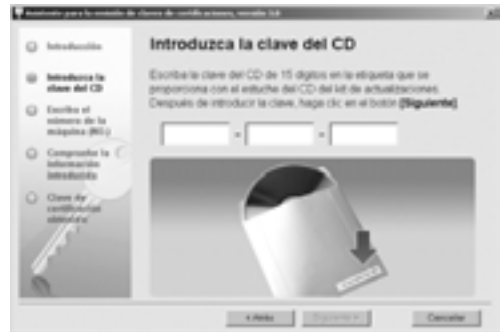 Asistente para la emisión de claves de certificaciones, versión 3.0
Introducción
Introduzca la
clave del CD
Escriba el
número de la
máquina (M1)
Compruebe la
información
introducida
Clave de
certificación
obtenida
Introduzca la clave del CD
Escriba la clave del CD de 15 dígitos en la etiqueta que se
proporciona con el estuche del CD del kit de actualizaciones.
Después de introducir la clave, haga clic en el botón [Siguiente].
- -
< Atrás
Siguiente >
Cancelar